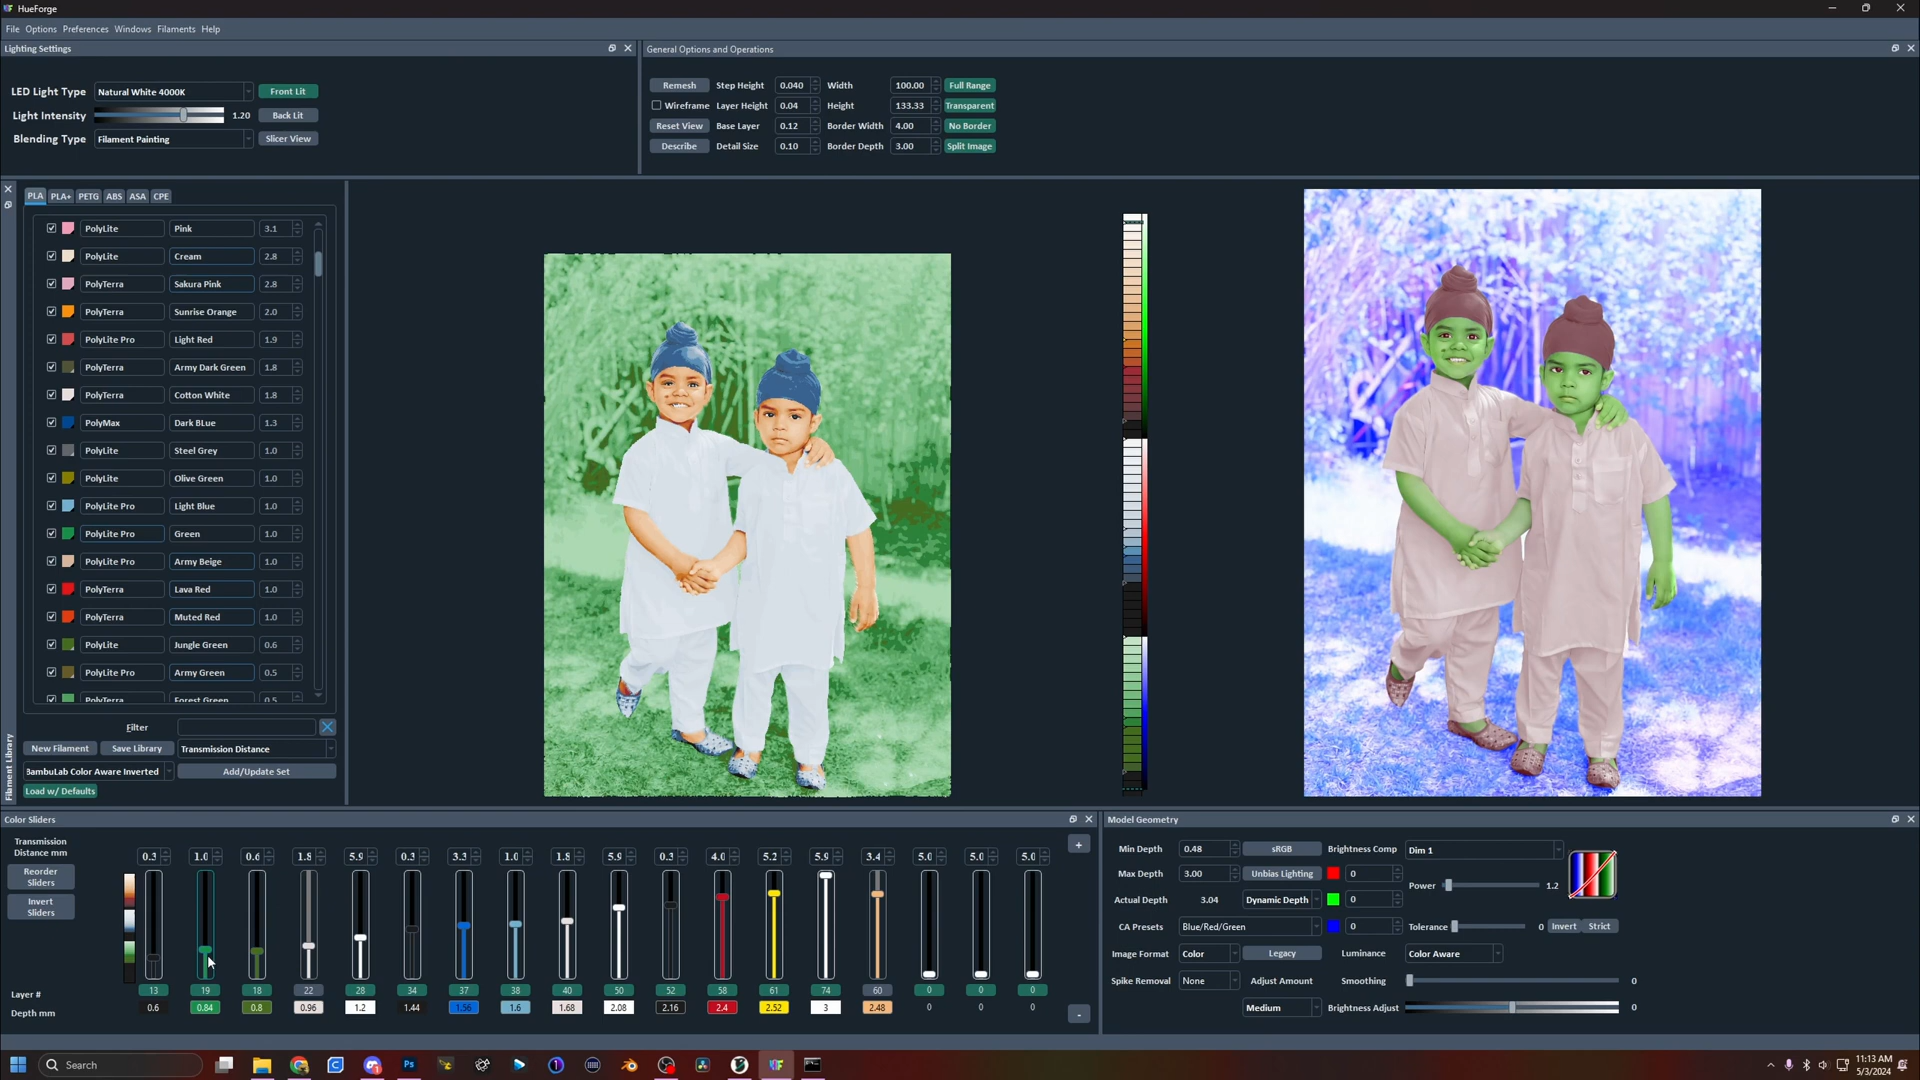 HueForge
File Options Preferences Windows Filaments Help
Lighting Settings
LED Light Type Natural White 4000K Front Lit
Light Intensity 1.20 Back Lit
Blending Type Filament Painting Slicer View
General Options and Operations
Remesh Step Height 0.040 Width 100.00 Full Range
Wireframe Layer Height 0.04 Height 133.33 Transparent
Reset View Base Layer 0.12 Border Width 4.00 No Border
Describe Detail Size 0.10 Border Depth 3.00 Split Image
PLA PLA+ PETG ABS ASA CPE
PolyLite Pink 3.1
PolyLite Cream 2.8
PolyTerra Sakura Pink 2.8
PolyTerra Sunrise Orange 2.0
PolyLite Pro Light Red 1.9
PolyTerra Army Dark Green 1.8
PolyTerra Cotton White 1.8
PolyMax Dark BLue 1.3
PolyLite Steel Grey 1.0
PolyLite Olive Green 1.0
PolyLite Pro Light Blue 1.0
PolyLite Pro Green 1.0
PolyLite Pro Army Beige 1.0
PolyTerra Lava Red 1.0
PolyTerra Muted Red 1.0
PolyLite Jungle Green 0.6
PolyLite Pro Army Green 0.5
PolyTerra Forest Green 0.5
Filter
New Filament Save Library Transmission Distance
BambuLab Color Aware Inverted Add/Update Set
Load w/ Defaults
Filament Library
Color Sliders
Transmission
Distance mm
0.3 1.0 0.6 1.8 5.9 0.3 3.3 1.0 1.8 5.9 0.3 4.0 5.2 5.9 3.4 5.0 5.0 5.0 +
Reorder
Sliders
Invert
Sliders
Layer # 13 19 18 22 28 34 37 38 40 50 52 58 61 74 60 0 0 0
Depth mm 0.6 0.84 0.8 0.96 1.2 1.44 1.56 1.6 1.68 2.08 2.16 2.4 2.52 3 2.48 0 0 0 -
Model Geometry
Min Depth 0.48 sRGB Brightness Comp Dim 1
Max Depth 3.00 Unbias Lighting 0 Power 1.2
Actual Depth 3.04 Dynamic Depth 0
CA Presets Blue/Red/Green 0 Tolerance 0 Invert Strict
Image Format Color Legacy Luminance Color Aware
Spike Removal None Adjust Amount Smoothing 0
Medium Brightness Adjust 0
Search
11:13 AM
5/3/2024